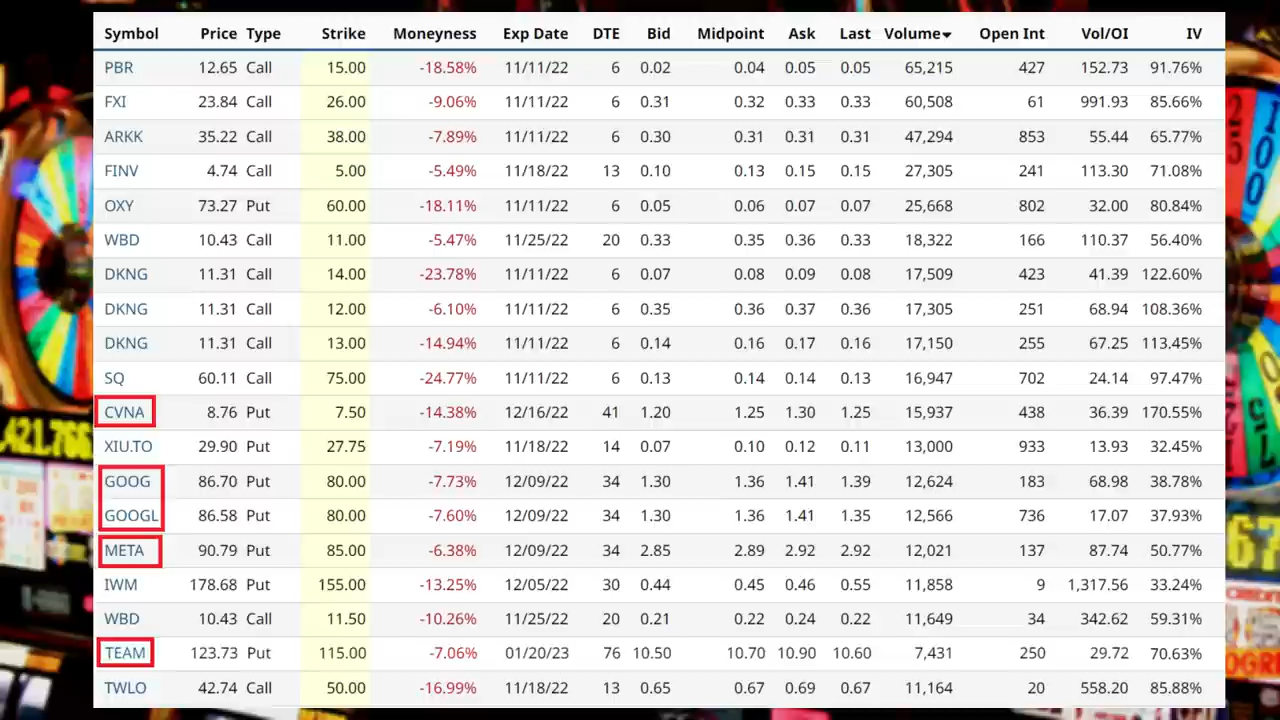 Symbol Price Type Strike Moneyness Exp Date DTE Bid Midpoint Ask Last Volume Open Int Vol/OI IV
PBR 12.65 Call 15.00 -18.58% 11/11/22 6 0.02 0.04 0.05 0.05 65,215 427 152.73 91.76%
FXI 23.84 Call 26.00 -9.06% 11/11/22 6 0.31 0.32 0.33 0.33 60,508 61 991.93 85.66%
ARKK 35.22 Call 38.00 -7.89% 11/11/22 6 0.30 0.31 0.31 0.31 47,294 853 55.44 65.77%
FINV 4.74 Call 5.00 -5.49% 11/18/22 13 0.10 0.13 0.15 0.15 27,305 241 113.30 71.08%
OXY 73.27 Put 60.00 -18.11% 11/11/22 6 0.05 0.06 0.07 0.07 25,668 802 32.00 80.84%
WBD 10.43 Call 11.00 -5.47% 11/25/22 20 0.33 0.35 0.36 0.33 18,322 166 110.37 56.40%
DKNG 11.31 Call 14.00 -23.78% 11/11/22 6 0.07 0.08 0.09 0.08 17,509 423 41.39 122.60%
DKNG 11.31 Call 12.00 -6.10% 11/11/22 6 0.35 0.36 0.37 0.36 17,305 251 68.94 108.36%
DKNG 11.31 Call 13.00 -14.94% 11/11/22 6 0.14 0.16 0.17 0.16 17,150 255 67.25 113.45%
SQ 60.11 Call 75.00 -24.77% 11/11/22 6 0.13 0.14 0.14 0.13 16,947 702 24.14 97.47%
CVNA 8.76 Put 7.50 -14.38% 12/16/22 41 1.20 1.25 1.30 1.25 15,937 438 36.39 170.55%
XIU.TO 29.90 Put 27.75 -7.19% 11/18/22 14 0.07 0.10 0.12 0.11 13,000 933 13.93 32.45%
GOOG 86.70 Put 80.00 -7.73% 12/09/22 34 1.30 1.36 1.41 1.39 12,624 183 68.98 38.78%
GOOGL 86.58 Put 80.00 -7.60% 12/09/22 34 1.30 1.36 1.41 1.35 12,566 736 17.07 37.93%
META 90.79 Put 85.00 -6.38% 12/09/22 34 2.85 2.89 2.92 2.92 12,021 137 87.74 50.77%
IWM 178.68 Put 155.00 -13.25% 12/05/22 30 0.44 0.45 0.46 0.55 11,858 9 1,317.56 33.24%
WBD 10.43 Call 11.50 -10.26% 11/25/22 20 0.21 0.22 0.24 0.22 11,649 34 342.62 59.31%
TEAM 123.73 Put 115.00 -7.06% 01/20/23 76 10.50 10.70 10.90 10.60 7,431 250 29.72 70.63%
TWLO 42.74 Call 50.00 -16.99% 11/18/22 13 0.65 0.67 0.69 0.67 11,164 20 558.20 85.88%